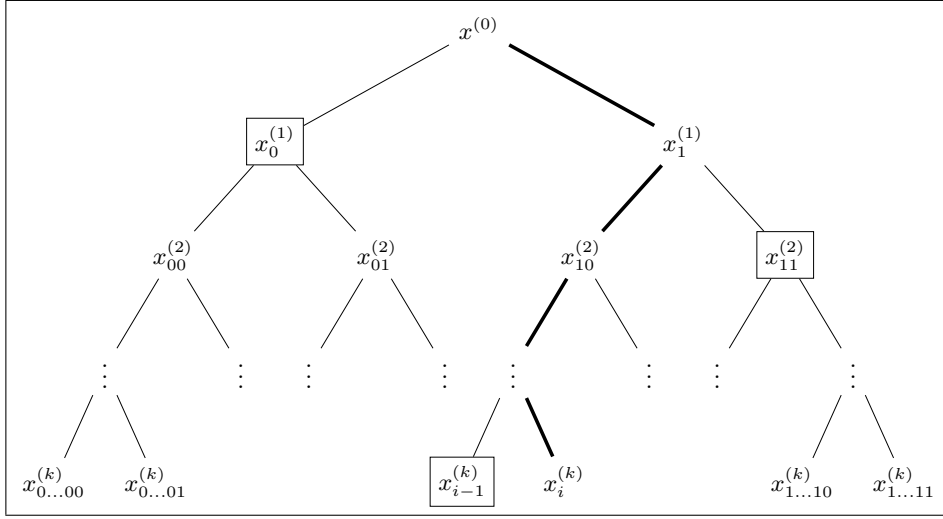 x^{(0)}
x_0^{(1)} x_1^{(1)}
x_{00}^{(2)} x_{01}^{(2)} x_{10}^{(2)} x_{11}^{(2)}
⋮ ⋮ ⋮ ⋮ ⋮ ⋮ ⋮ ⋮
x_{0...00}^{(k)} x_{0...01}^{(k)} x_{i-1}^{(k)} x_i^{(k)} x_{1...10}^{(k)} x_{1...11}^{(k)}